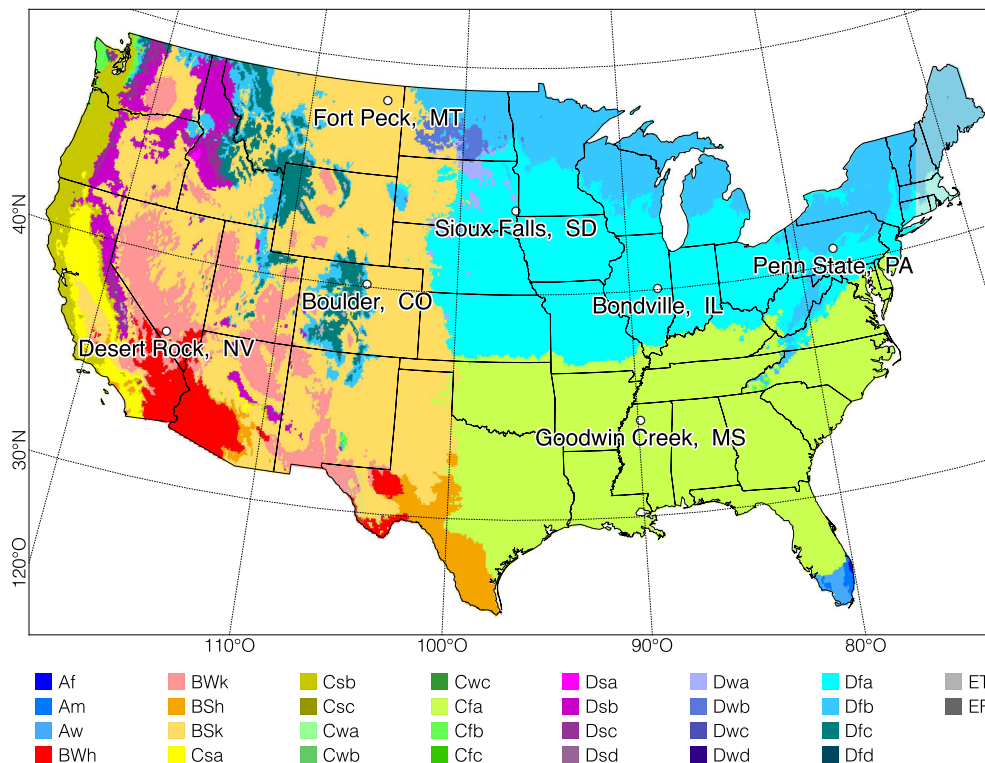 Fort Peck, MT
40°N
Sioux Falls, SD
Penn State, PA
Boulder, CO
Bondville, IL
Desert Rock, NV
30°N
Goodwin Creek, MS
120°O
110°O 100°O 90°O 80°O
Af BWk Csb Cwc Dsa Dwa Dfa ET
Am BSh Csc Cfa Dsb Dwb Dfb EF
Aw BSk Cwa Cfb Dsc Dwc Dfc
BWh Csa Cwb Cfc Dsd Dwd Dfd